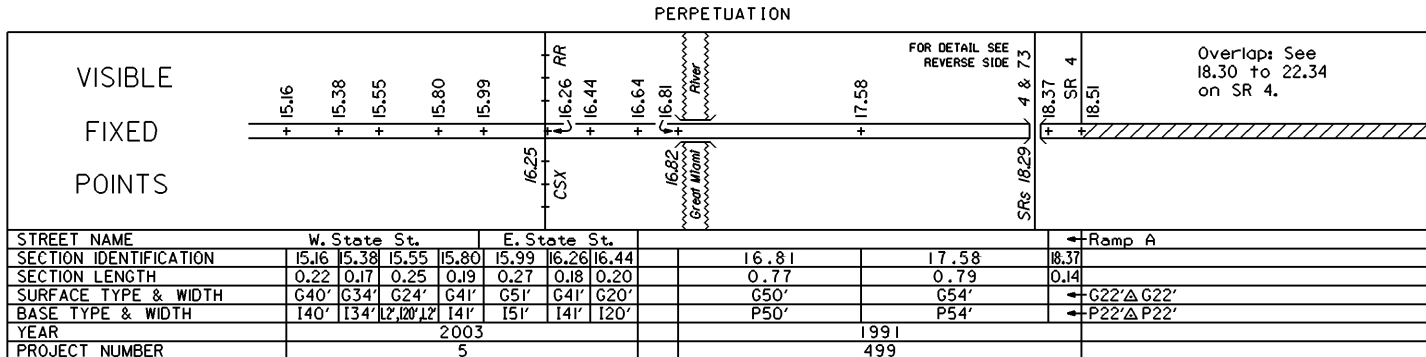 PERPETUATION
VISIBLE
FIXED
POINTS
15.16
15.38
15.55
15.80
15.99
16.25
RR
CSX
16.26
16.44
16.64
16.81
16.82
River
Great Miami
17.58
FOR DETAIL SEE
REVERSE SIDE
4 & 73
SRs 18.29
18.37
SR 4
18.51
Overlap: See
18.30 to 22.34
on SR 4.
STREET NAME W. State St. E. State St. ←Ramp A
SECTION IDENTIFICATION 15.16 15.38 15.55 15.80 15.99 16.26 16.44 16.81 17.58 18.37
SECTION LENGTH 0.22 0.17 0.25 0.19 0.27 0.18 0.20 0.77 0.79 0.14
SURFACE TYPE & WIDTH G40' G34' G24' G41' G51' G41' G20' G50' G54' ←G22'△G22'
BASE TYPE & WIDTH I40' I34' L2',I20',L2' I41' I51' I41' I20' P50' P54' ←P22'△P22'
YEAR 2003 1991
PROJECT NUMBER 5 499